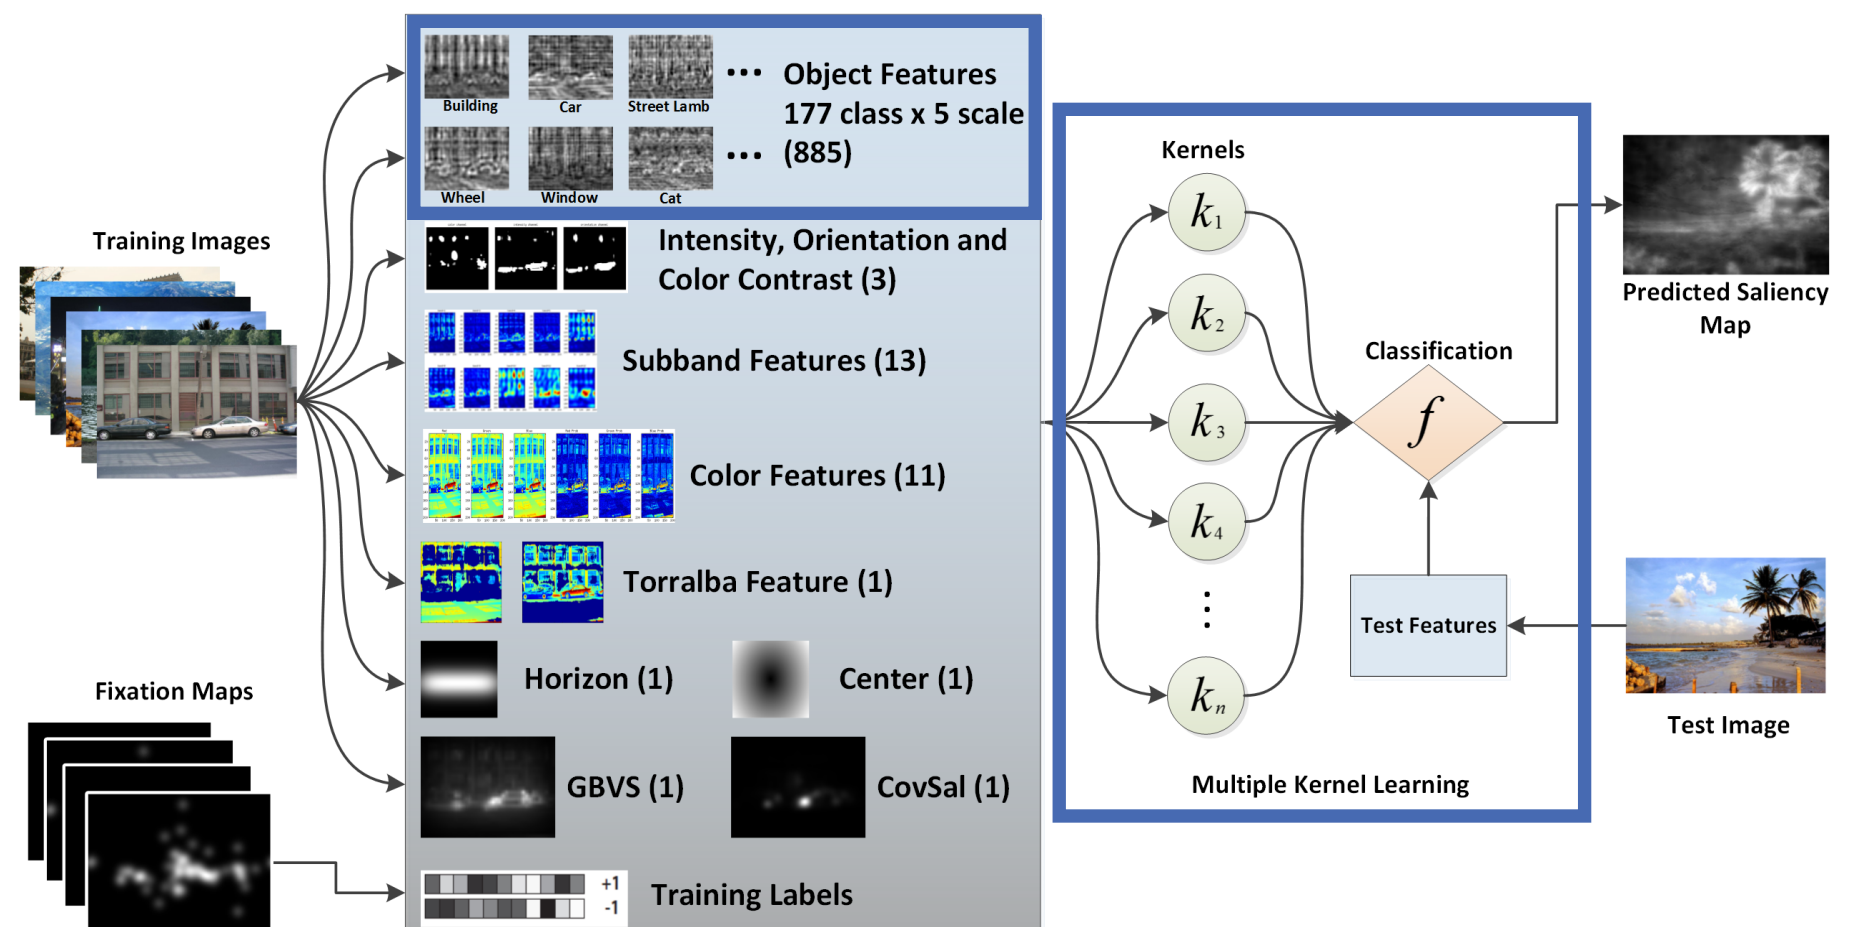 Training Images
Fixation Maps
Building
Car
Street Lamb
Wheel
Window
Cat
Object Features
177 class x 5 scale
(885)
Intensity, Orientation and
Color Contrast (3)
Subband Features (13)
Color Features (11)
Torralba Feature (1)
Horizon (1)
Center (1)
GBVS (1)
CovSal (1)
+1
-1
Training Labels
Kernels
k1
k2
k3
k4
kn
Multiple Kernel Learning
Classification
f
Test Features
Predicted Saliency
Map
Test Image